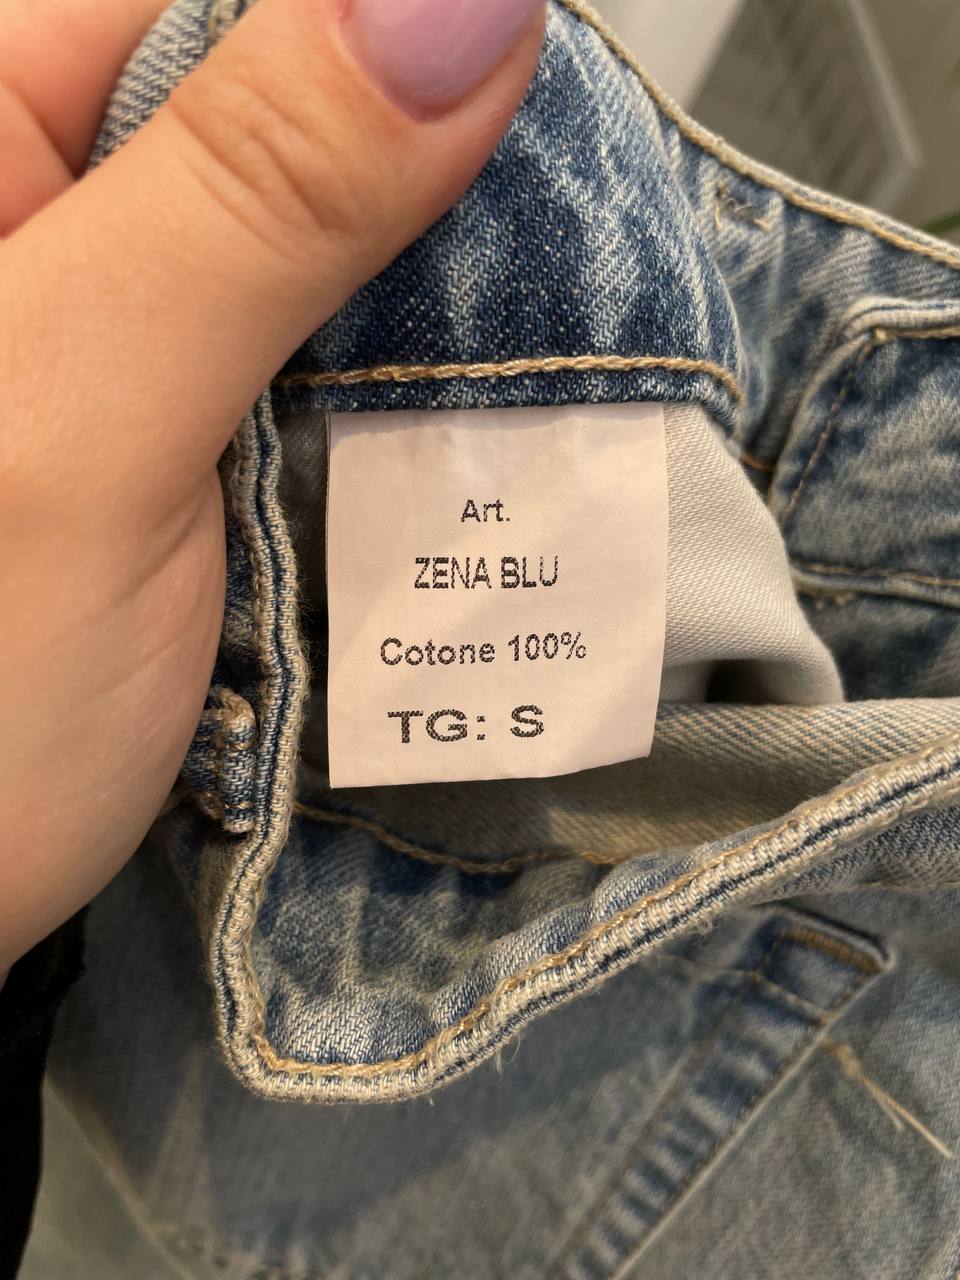 Art.
ZENA BLU
Cotone 100%
TG: S